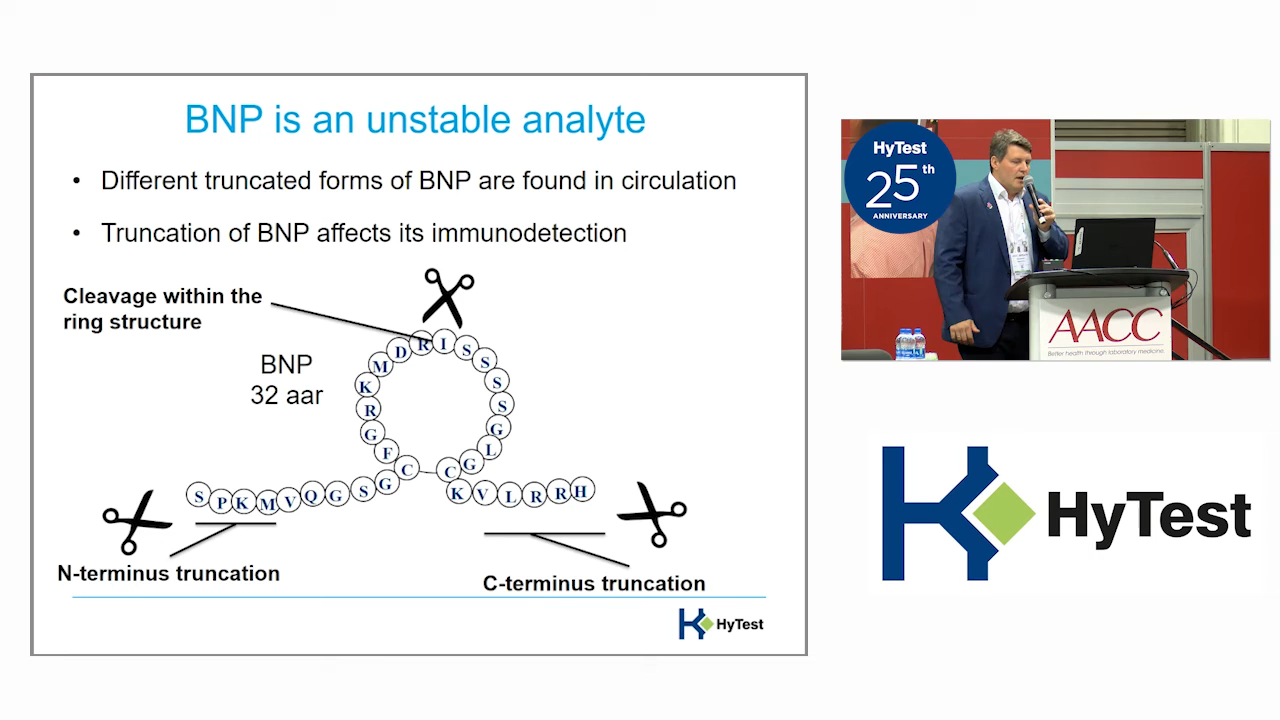 BNP is an unstable analyte
• Different truncated forms of BNP are found in circulation
• Truncation of BNP affects its immunodetection
Cleavage within the
ring structure
BNP
32 aar
S P K M V Q G S G C F G R K M D R I S S S S G L G C K V L R R H
N-terminus truncation
C-terminus truncation
HyTest
HyTest
25th
ANNIVERSARY
AACC
Better health through laboratory medicine.
HyTest